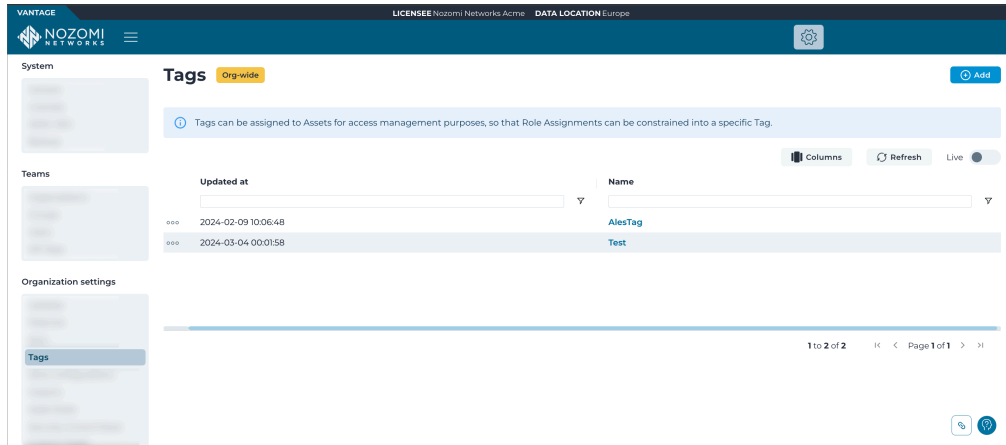 VANTAGE
LICENSEE Nozomi Networks Acme DATA LOCATION Europe
NOZOMI
NETWORKS
System
Tags Org-wide
Add
Tags can be assigned to Assets for access management purposes, so that Role Assignments can be constrained into a specific Tag.
Columns Refresh Live
Teams
Updated at Name
2024-02-09 10:06:48 AlesTag
2024-03-04 00:01:58 Test
Organization settings
1 to 2 of 2 Page 1 of 1
Tags